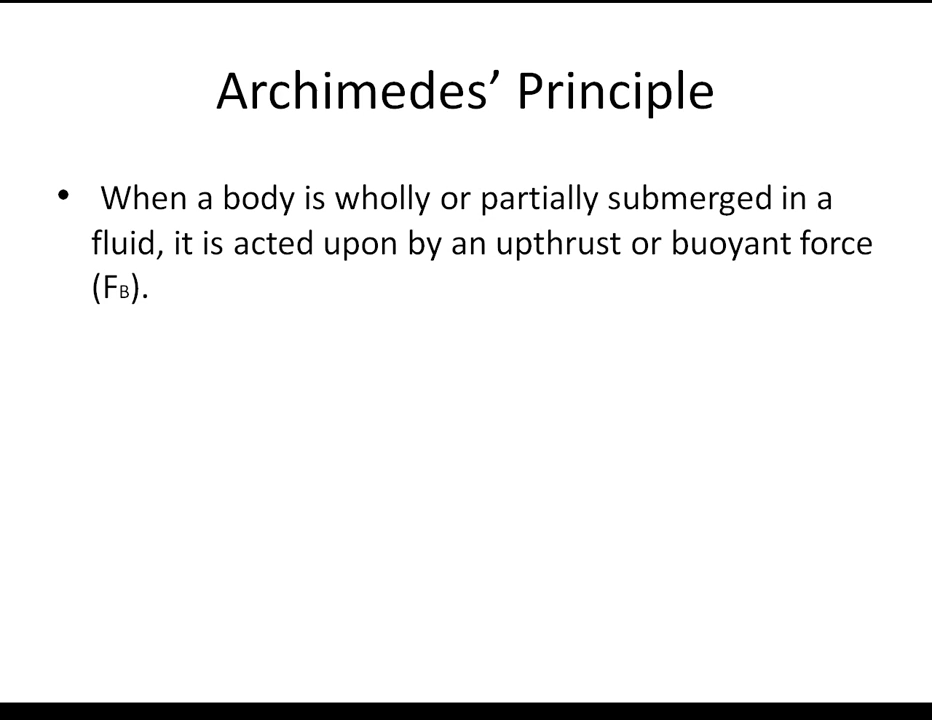 Archimedes’ Principle
• When a body is wholly or partially submerged in a
fluid, it is acted upon by an upthrust or buoyant force
(FB).